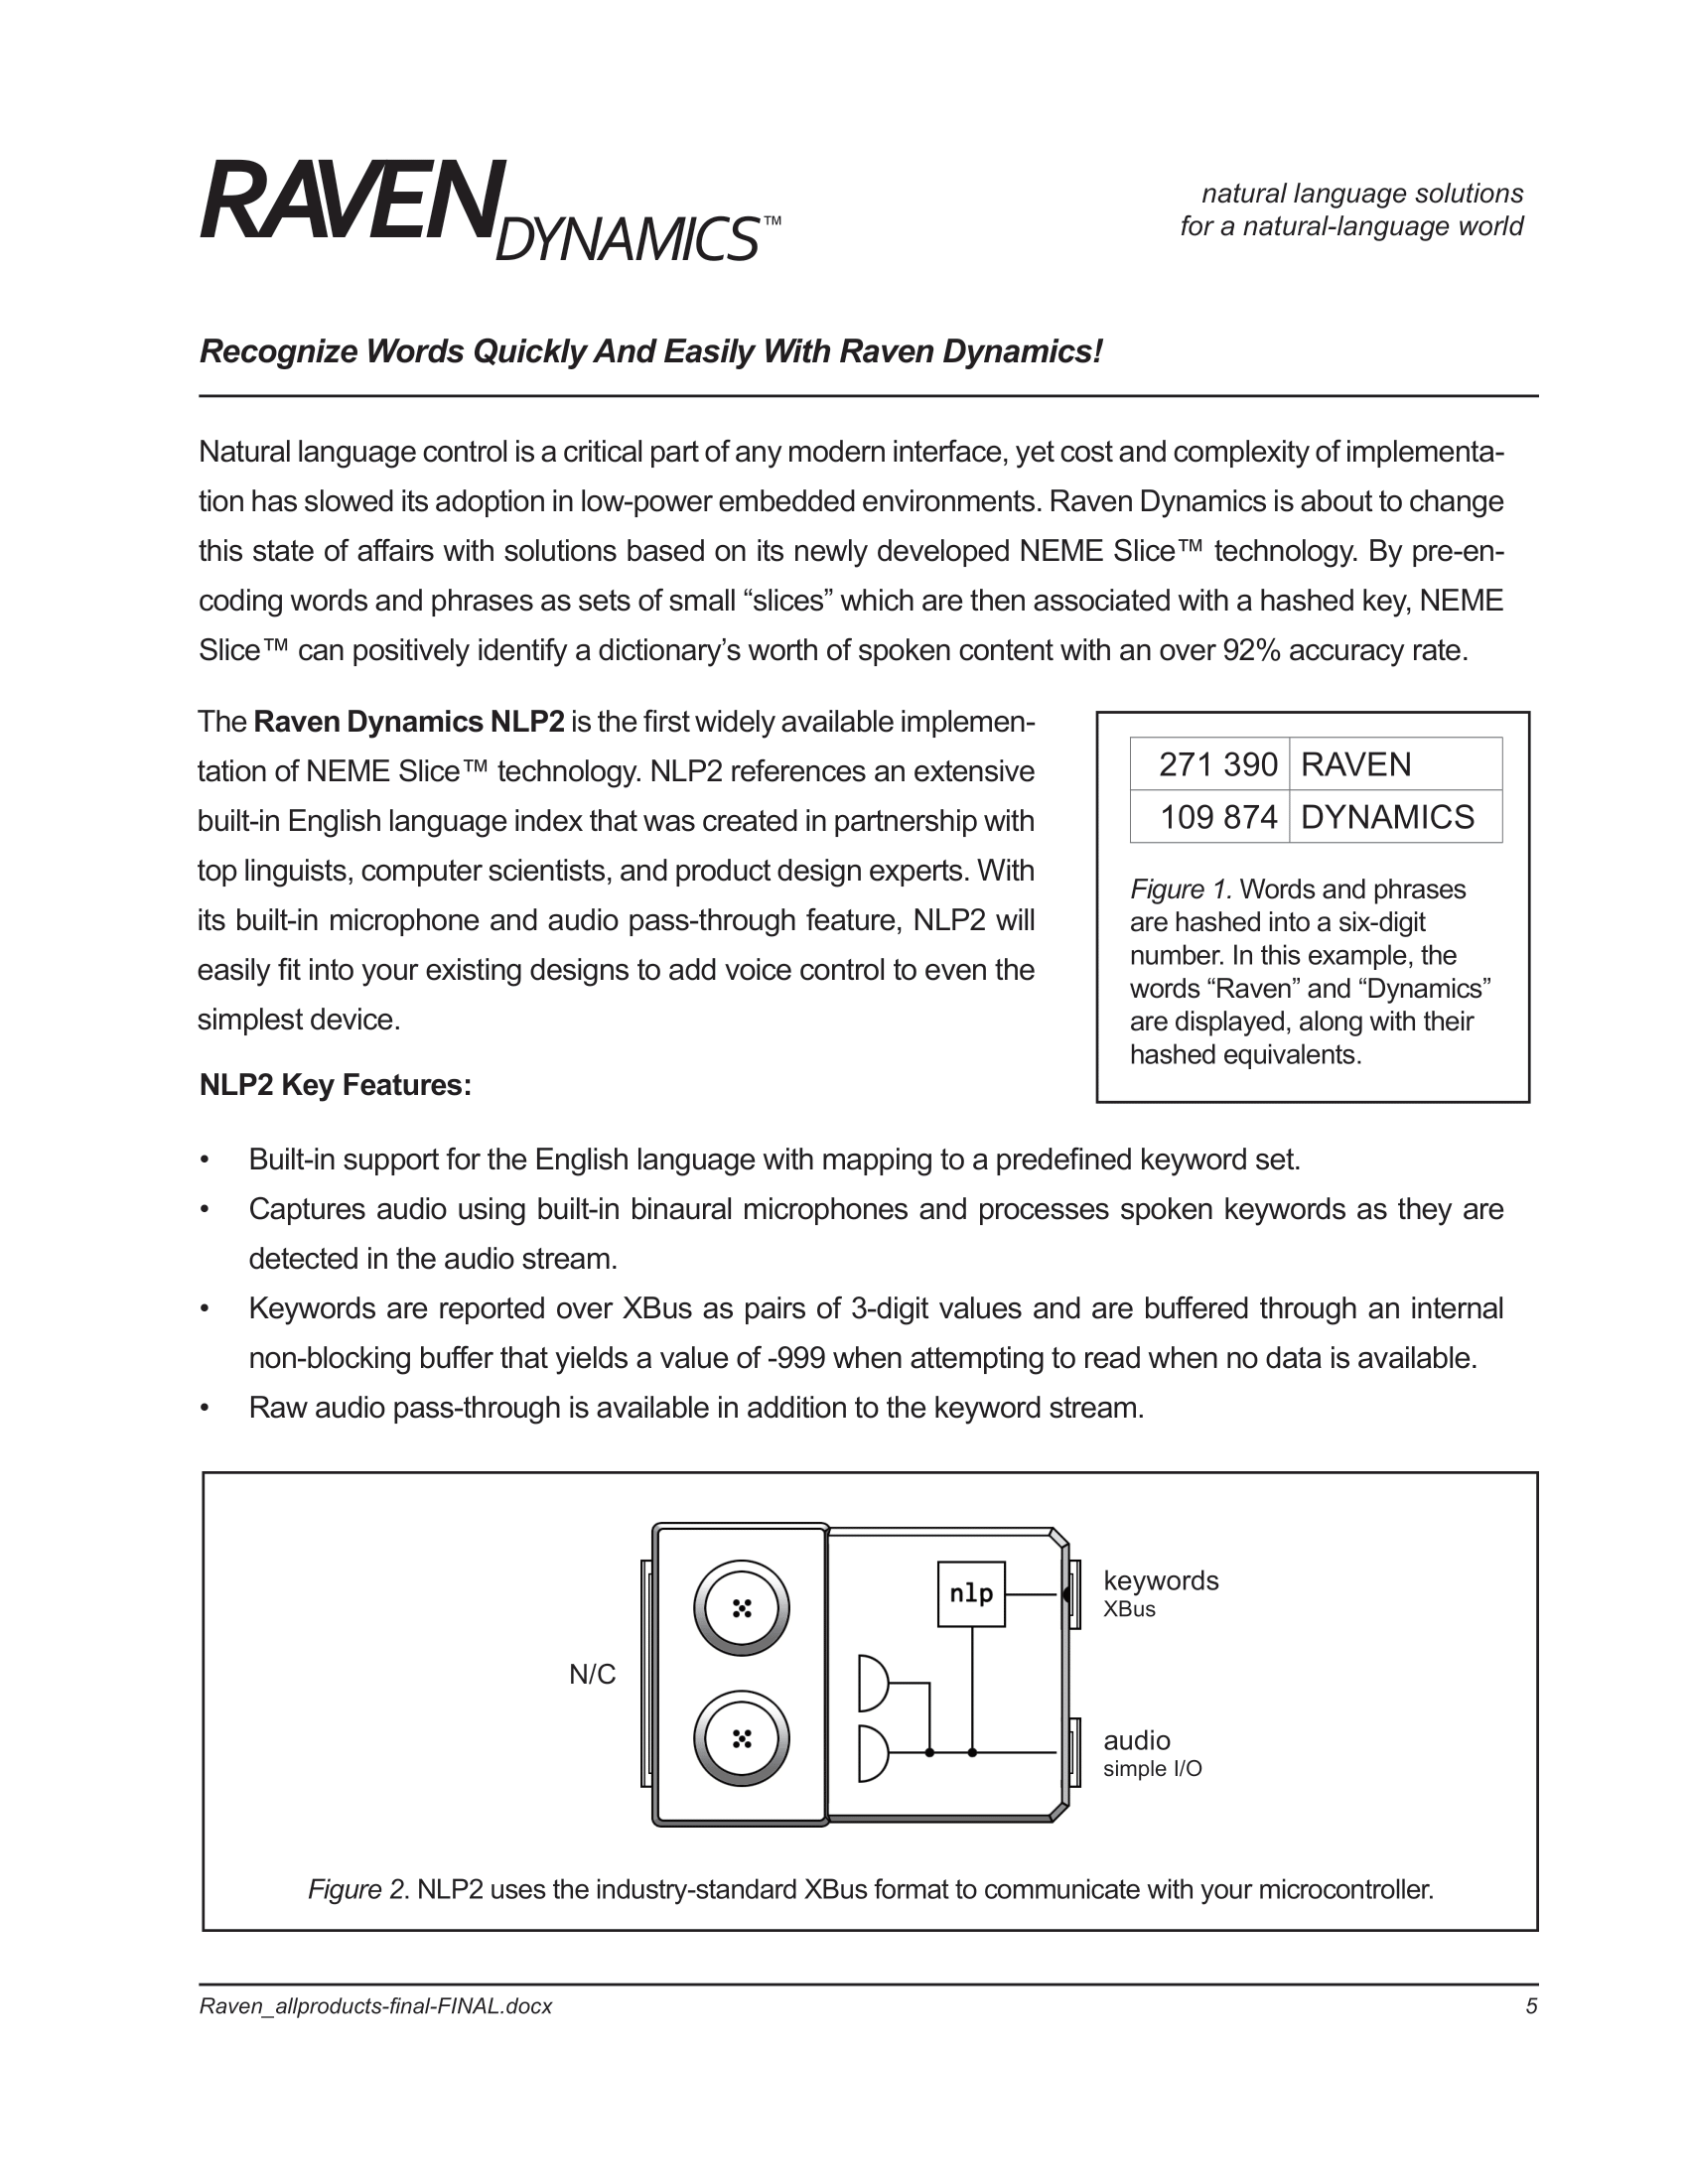 RAVEN DYNAMICS™
natural language solutions
for a natural-language world
Recognize Words Quickly And Easily With Raven Dynamics!
Natural language control is a critical part of any modern interface, yet cost and complexity of implementa-
tion has slowed its adoption in low-power embedded environments. Raven Dynamics is about to change
this state of affairs with solutions based on its newly developed NEME Slice™ technology. By pre-en-
coding words and phrases as sets of small “slices” which are then associated with a hashed key, NEME
Slice™ can positively identify a dictionary’s worth of spoken content with an over 92% accuracy rate.
The Raven Dynamics NLP2 is the first widely available implemen-
tation of NEME Slice™ technology. NLP2 references an extensive
built-in English language index that was created in partnership with
top linguists, computer scientists, and product design experts. With
its built-in microphone and audio pass-through feature, NLP2 will
easily fit into your existing designs to add voice control to even the
simplest device.
271 390 RAVEN
109 874 DYNAMICS
Figure 1. Words and phrases
are hashed into a six-digit
number. In this example, the
words “Raven” and “Dynamics”
are displayed, along with their
hashed equivalents.
NLP2 Key Features:
• Built-in support for the English language with mapping to a predefined keyword set.
• Captures audio using built-in binaural microphones and processes spoken keywords as they are
detected in the audio stream.
• Keywords are reported over XBus as pairs of 3-digit values and are buffered through an internal
non-blocking buffer that yields a value of -999 when attempting to read when no data is available.
• Raw audio pass-through is available in addition to the keyword stream.
nlp
keywords
XBus
N/C
audio
simple I/O
Figure 2. NLP2 uses the industry-standard XBus format to communicate with your microcontroller.
Raven_allproducts-final-FINAL.docx 5